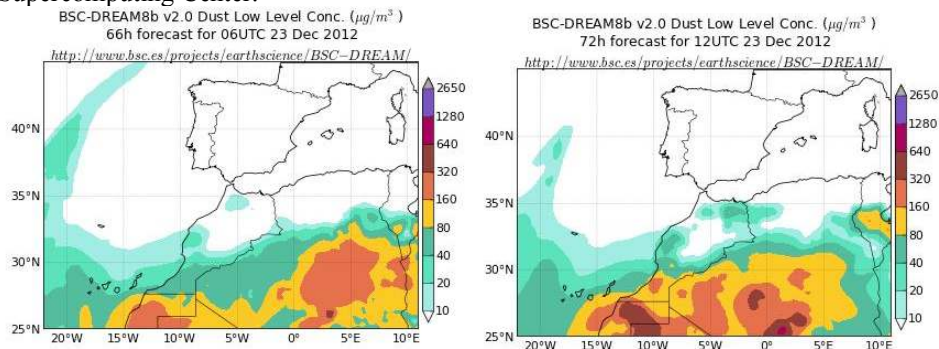 Supercomputing Center.
BSC-DREAM8b v2.0 Dust Low Level Conc. (μg/m³)
66h forecast for 06UTC 23 Dec 2012
http://www.bsc.es/projects/earthscience/BSC−DREAM/
40°N
35°N
30°N
25°N
20°W
15°W
10°W
5°W
0°E
5°E
10°E
2650
1280
640
320
160
80
40
20
10
BSC-DREAM8b v2.0 Dust Low Level Conc. (μg/m³)
72h forecast for 12UTC 23 Dec 2012
http://www.bsc.es/projects/earthscience/BSC−DREAM/
40°N
35°N
30°N
25°N
20°W
15°W
10°W
5°W
0°E
5°E
10°E
2650
1280
640
320
160
80
40
20
10